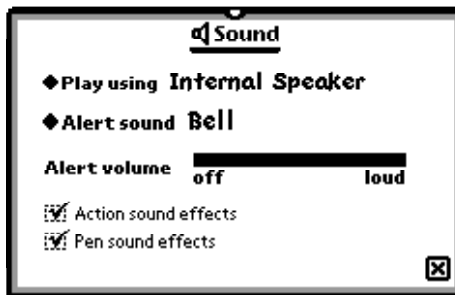 Sound
Play using Internal Speaker
Alert sound Bell
Alert volume
off loud
Action sound effects
Pen sound effects